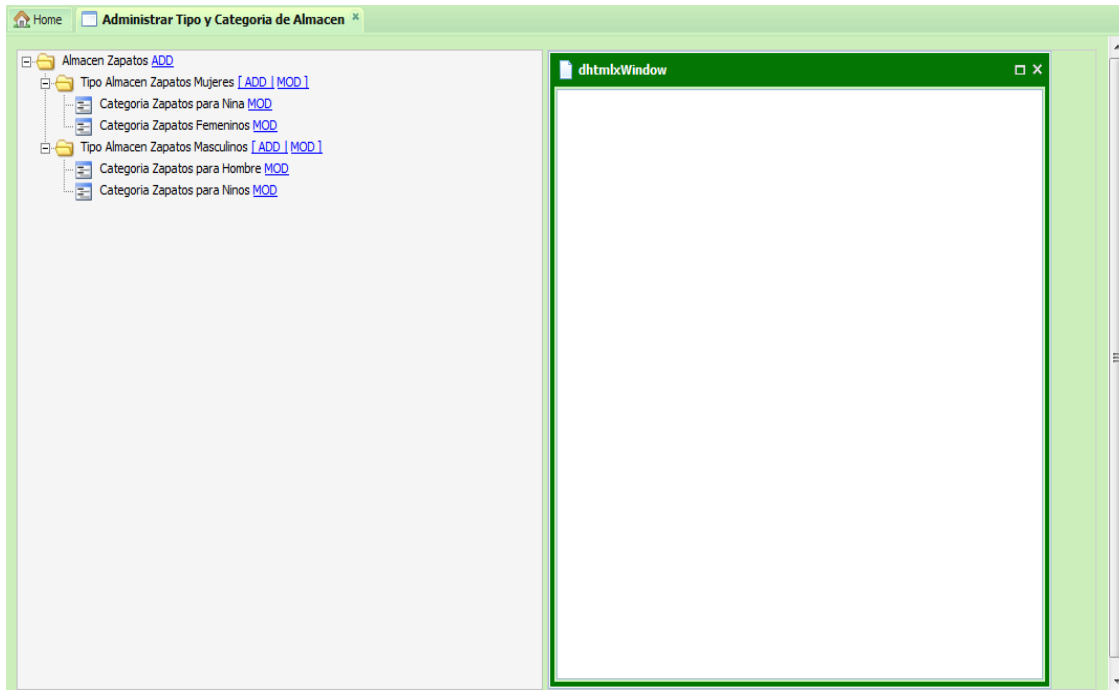 Home
Administrar Tipo y Categoria de Almacen
Almacen Zapatos ADD
Tipo Almacen Zapatos Mujeres [ ADD | MOD ]
Categoria Zapatos para Nina MOD
Categoria Zapatos Femeninos MOD
Tipo Almacen Zapatos Masculinos [ ADD | MOD ]
Categoria Zapatos para Hombre MOD
Categoria Zapatos para Ninos MOD
dhtmlxWindow